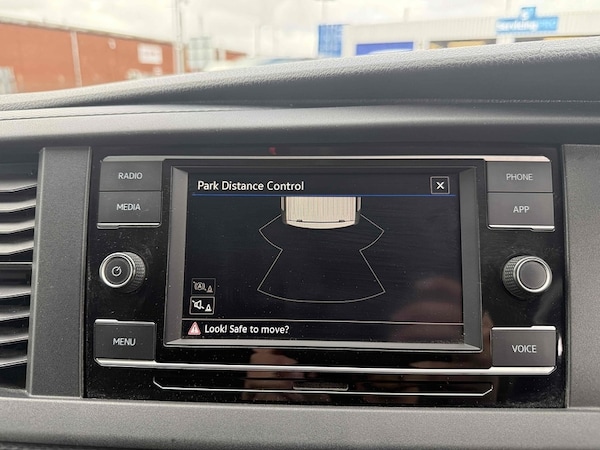 RADIO
MEDIA
Park Distance Control
X
PHONE
APP
Look! Safe to move?
MENU
VOICE